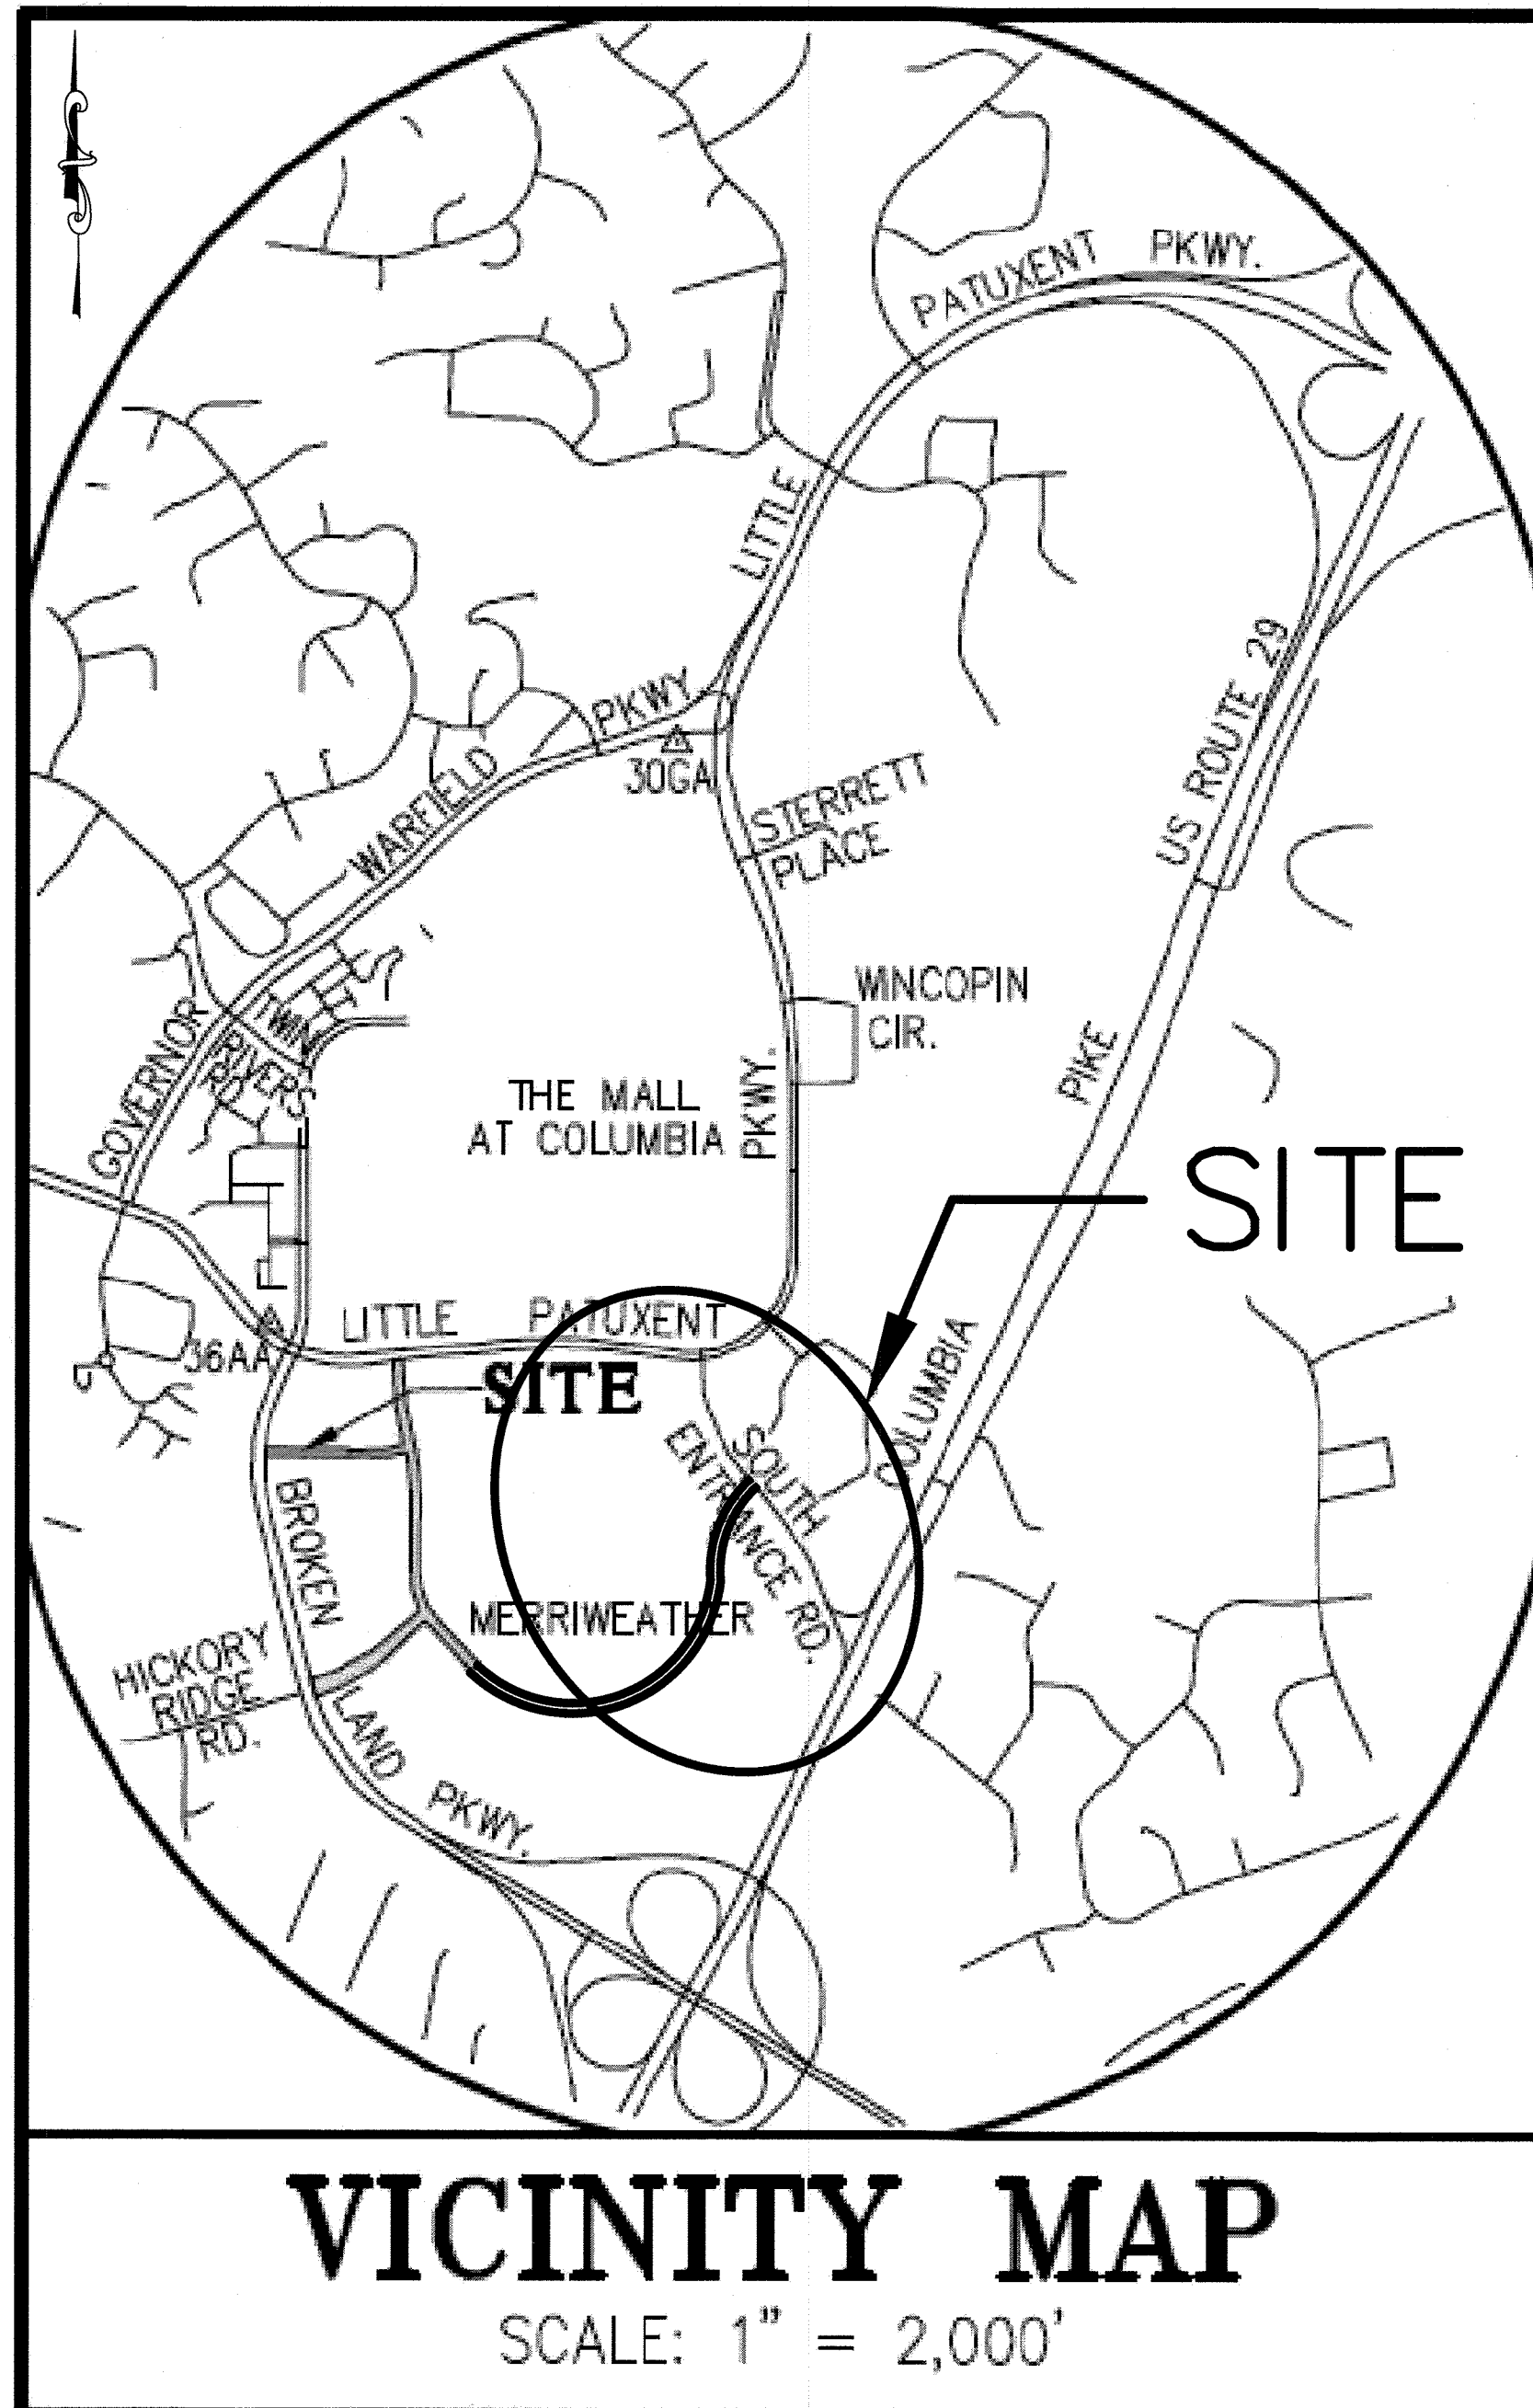 PATUXENT PKWY.
LITTLE
US ROUTE 29
PKWY
30GA
WARFIELD
STERRETT
PLACE
WINCOPIN
CIR.
GOVERNOR
TWIN
RIVERS
RD.
THE MALL
AT COLUMBIA
PKWY.
PIKE
SITE
LITTLE PATUXENT
36AA
SITE
COLUMBIA
SOUTH
ENTRANCE RD.
BROKEN
MERRIWEATHER
HICKORY
RIDGE
RD.
LAND PKWY.
VICINITY MAP
SCALE: 1" = 2,000'